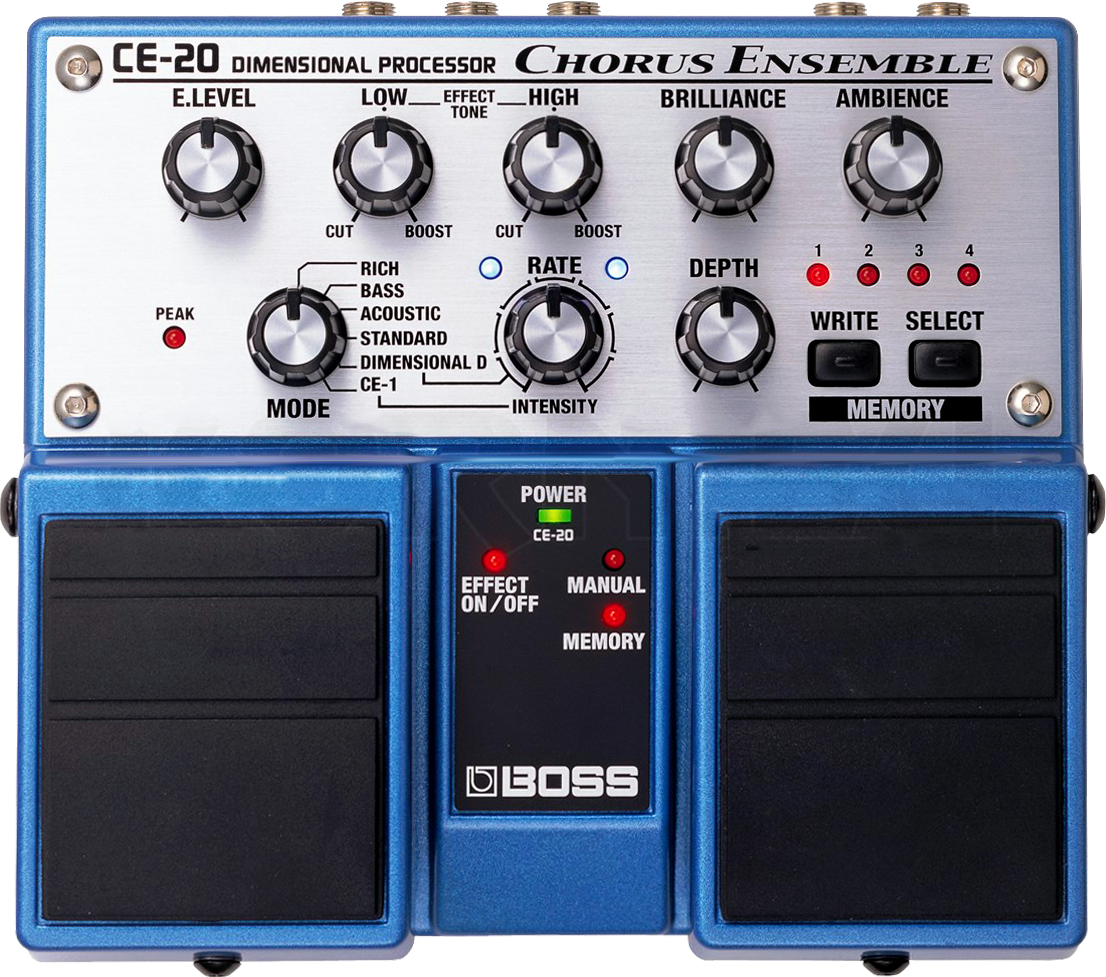 CE-20 DIMENSIONAL PROCESSOR CHORUS ENSEMBLE
E.LEVEL
LOW
EFFECT
TONE
HIGH
BRILLIANCE
AMBIENCE
CUT
BOOST
CUT
BOOST
RICH
BASS
ACOUSTIC
STANDARD
DIMENSIONAL D
CE-1
MODE
PEAK
RATE
INTENSITY
DEPTH
1 2 3 4
WRITE SELECT
MEMORY
POWER
CE-20
EFFECT
ON/OFF
MANUAL
MEMORY
BOSS